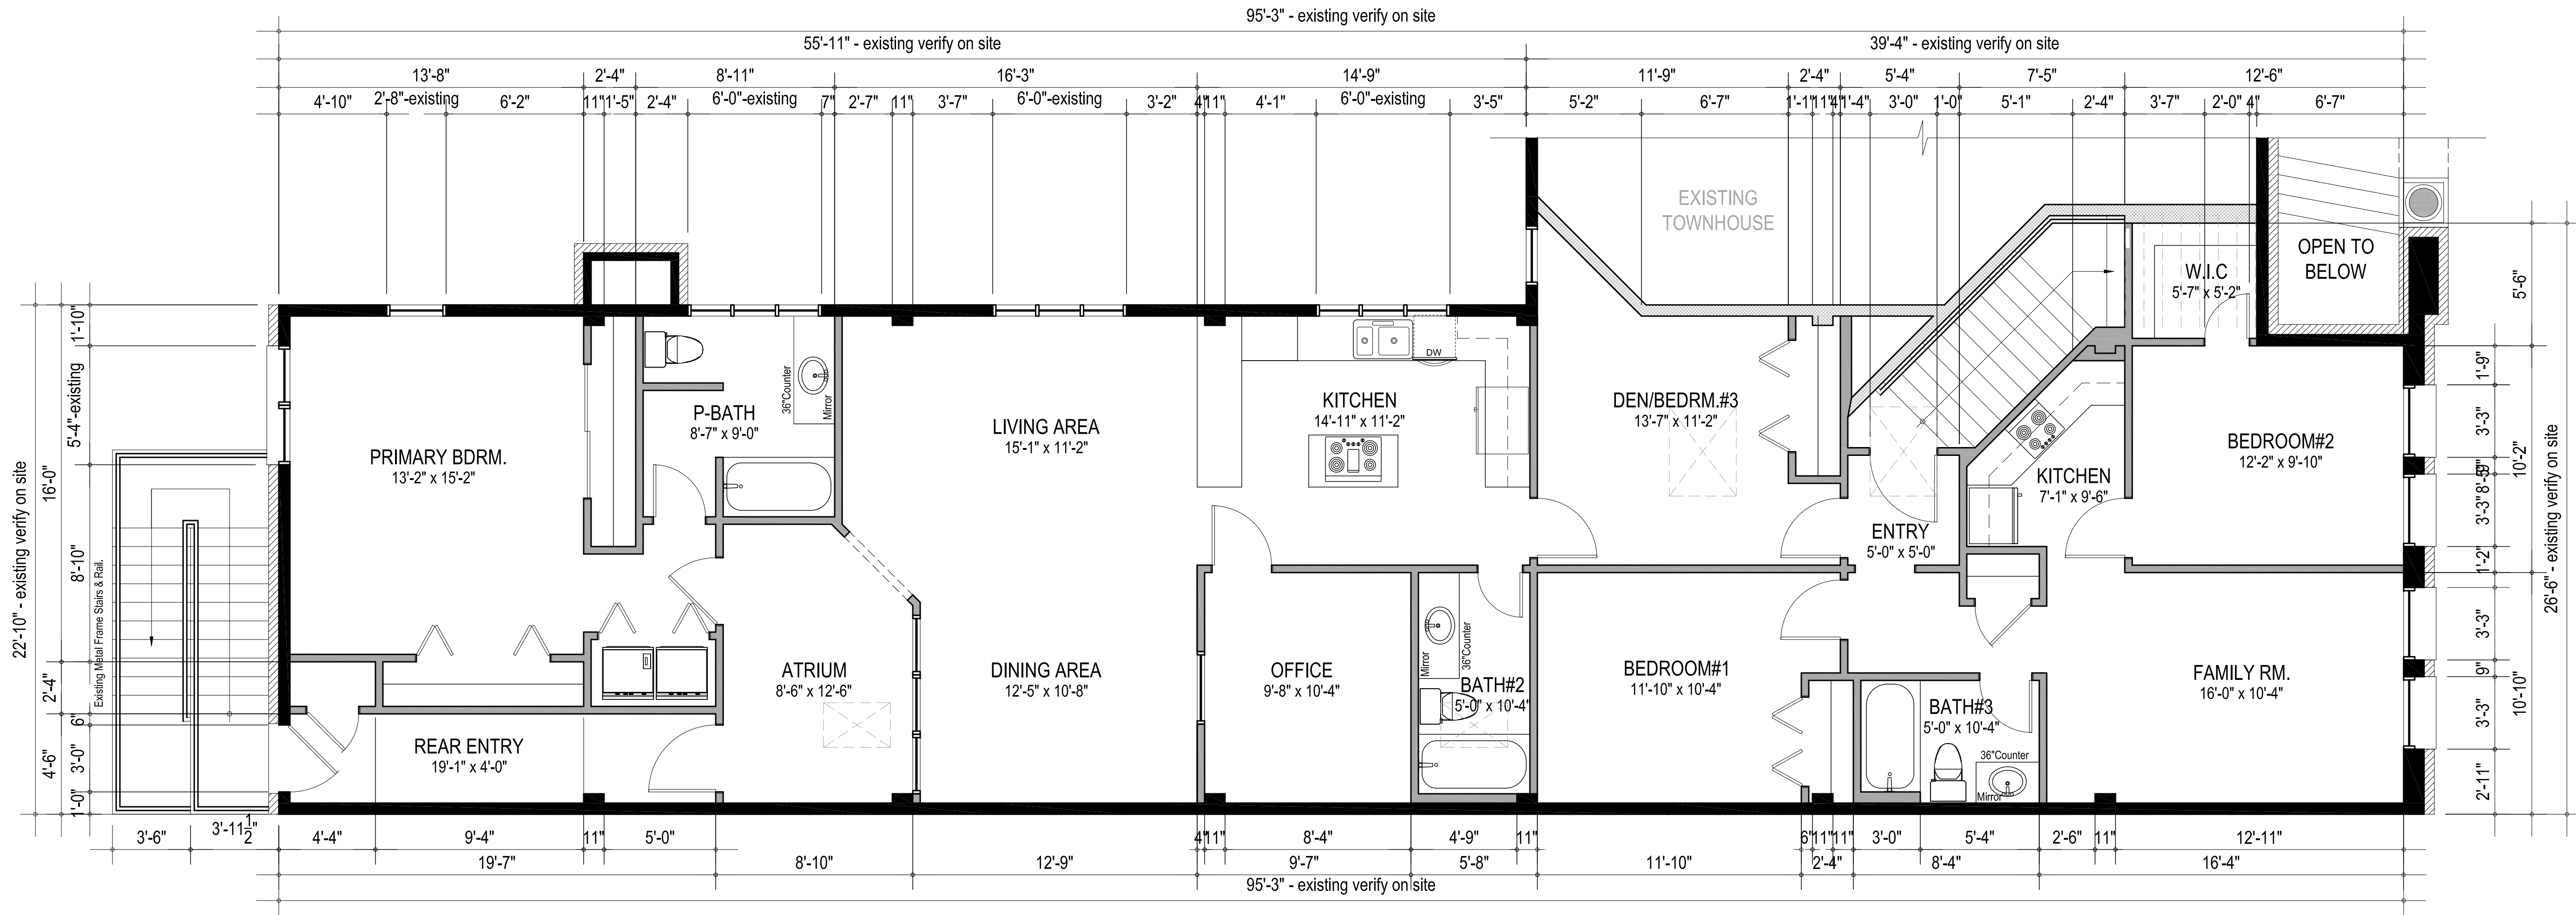 95'-3" - existing verify on site
55'-11" - existing verify on site
39'-4" - existing verify on site
13'-8"
2'-4"
8'-11"
16'-3"
14'-9"
11'-9"
2'-4"
5'-4"
7'-5"
12'-6"
4'-10"
2'-8"-existing
6'-2"
11"
1'-5"
2'-4"
6'-0"-existing
7"
2'-7"
11"
3'-7"
6'-0"-existing
3'-2"
4"
11"
4'-1"
6'-0"-existing
3'-5"
5'-2"
6'-7"
1'-1"
11"
4"
1'-4"
3'-0"
1'-0"
5'-1"
2'-4"
3'-7"
2'-0"
4"
6'-7"
EXISTING
TOWNHOUSE
OPEN TO
BELOW
W.I.C
5'-7" x 5'-2"
DW
36"Counter
Mirror
P-BATH
8'-7" x 9'-0"
LIVING AREA
15'-1" x 11'-2"
KITCHEN
14'-11" x 11'-2"
DEN/BEDRM.#3
13'-7" x 11'-2"
PRIMARY BDRM.
13'-2" x 15'-2"
BEDROOM#2
12'-2" x 9'-10"
KITCHEN
7'-1" x 9'-6"
ENTRY
5'-0" x 5'-0"
ATRIUM
8'-6" x 12'-6"
DINING AREA
12'-5" x 10'-8"
OFFICE
9'-8" x 10'-4"
Mirror
36"Counter
BATH#2
5'-0" x 10'-4"
BEDROOM#1
11'-10" x 10'-4"
FAMILY RM.
16'-0" x 10'-4"
BATH#3
5'-0" x 10'-4"
36"Counter
Mirror
REAR ENTRY
19'-1" x 4'-0"
Existing Metal Frame Stairs & Rail.
22'-10" - existing verify on site
16'-0"
2'-4"
4'-6"
1'-10"
5'-4"-existing
8'-10"
6"
3'-0"
1'-0"
1'-9"
3'-3"
3'-3"
1'-2"
3'-3"
9"
3'-3"
2'-11"
5'-6"
10'-2"
10'-10"
26'-6" - existing verify on site
3'-6"
3'-11 1/2"
4'-4"
9'-4"
11"
5'-0"
4"
11"
8'-4"
4'-9"
11"
6"
11"
11"
3'-0"
5'-4"
2'-6"
11"
12'-11"
19'-7"
8'-10"
12'-9"
9'-7"
5'-8"
11'-10"
2'-4"
8'-4"
16'-4"
95'-3" - existing verify on site